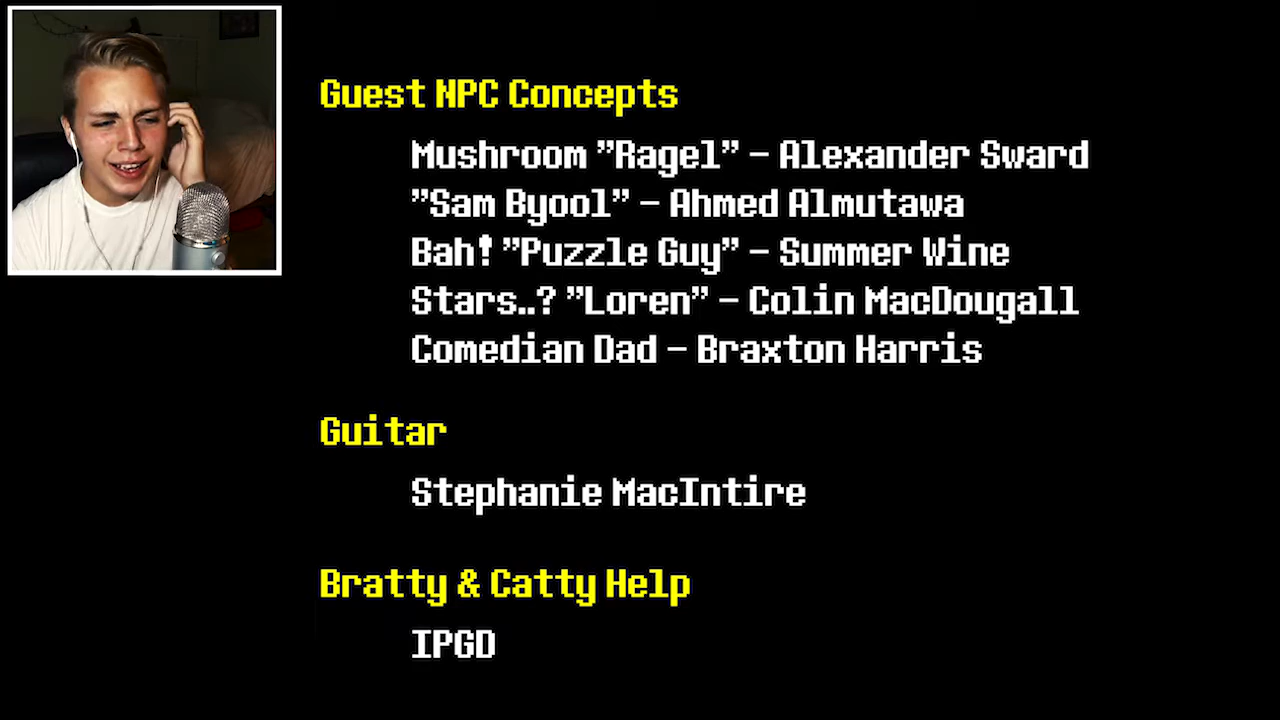 Guest NPC Concepts
Mushroom "Ragel" - Alexander Sward
"Sam Byool" - Ahmed Almutawa
Bah! "Puzzle Guy" - Summer Wine
Stars..? "Loren" - Colin MacDougall
Comedian Dad - Braxton Harris
Guitar
Stephanie MacIntire
Bratty & Catty Help
IPGD